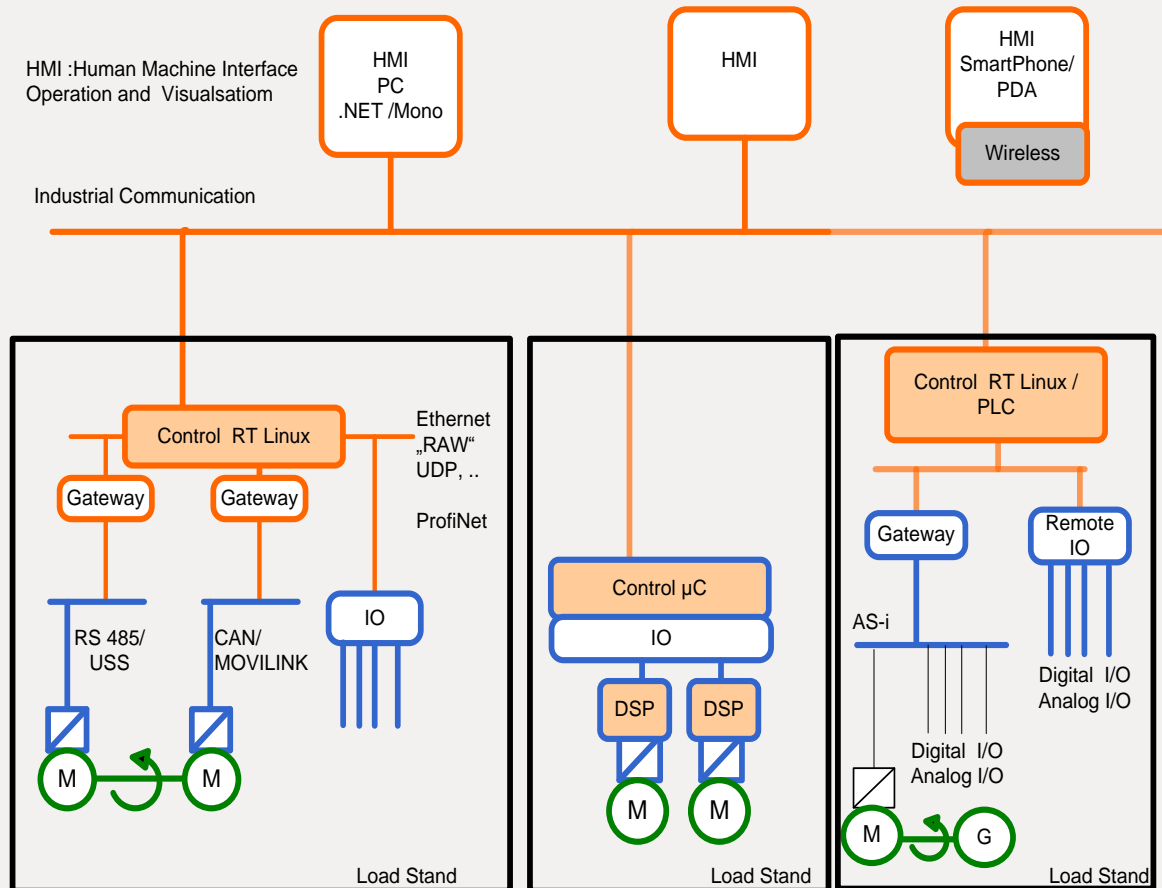 HMI :Human Machine Interface
Operation and Visualsatiom
HMI
PC
.NET /Mono
HMI
HMI
SmartPhone/
PDA
Wireless
Industrial Communication
Control RT Linux
Ethernet
„RAW“
UDP, ..
ProfiNet
Gateway
Gateway
IO
RS 485/
USS
CAN/
MOVILINK
M
M
Load Stand
Control µC
IO
DSP
DSP
M
M
Load Stand
Control RT Linux /
PLC
Gateway
Remote
IO
AS-i
Digital I/O
Analog I/O
Digital I/O
Analog I/O
M
G
Load Stand